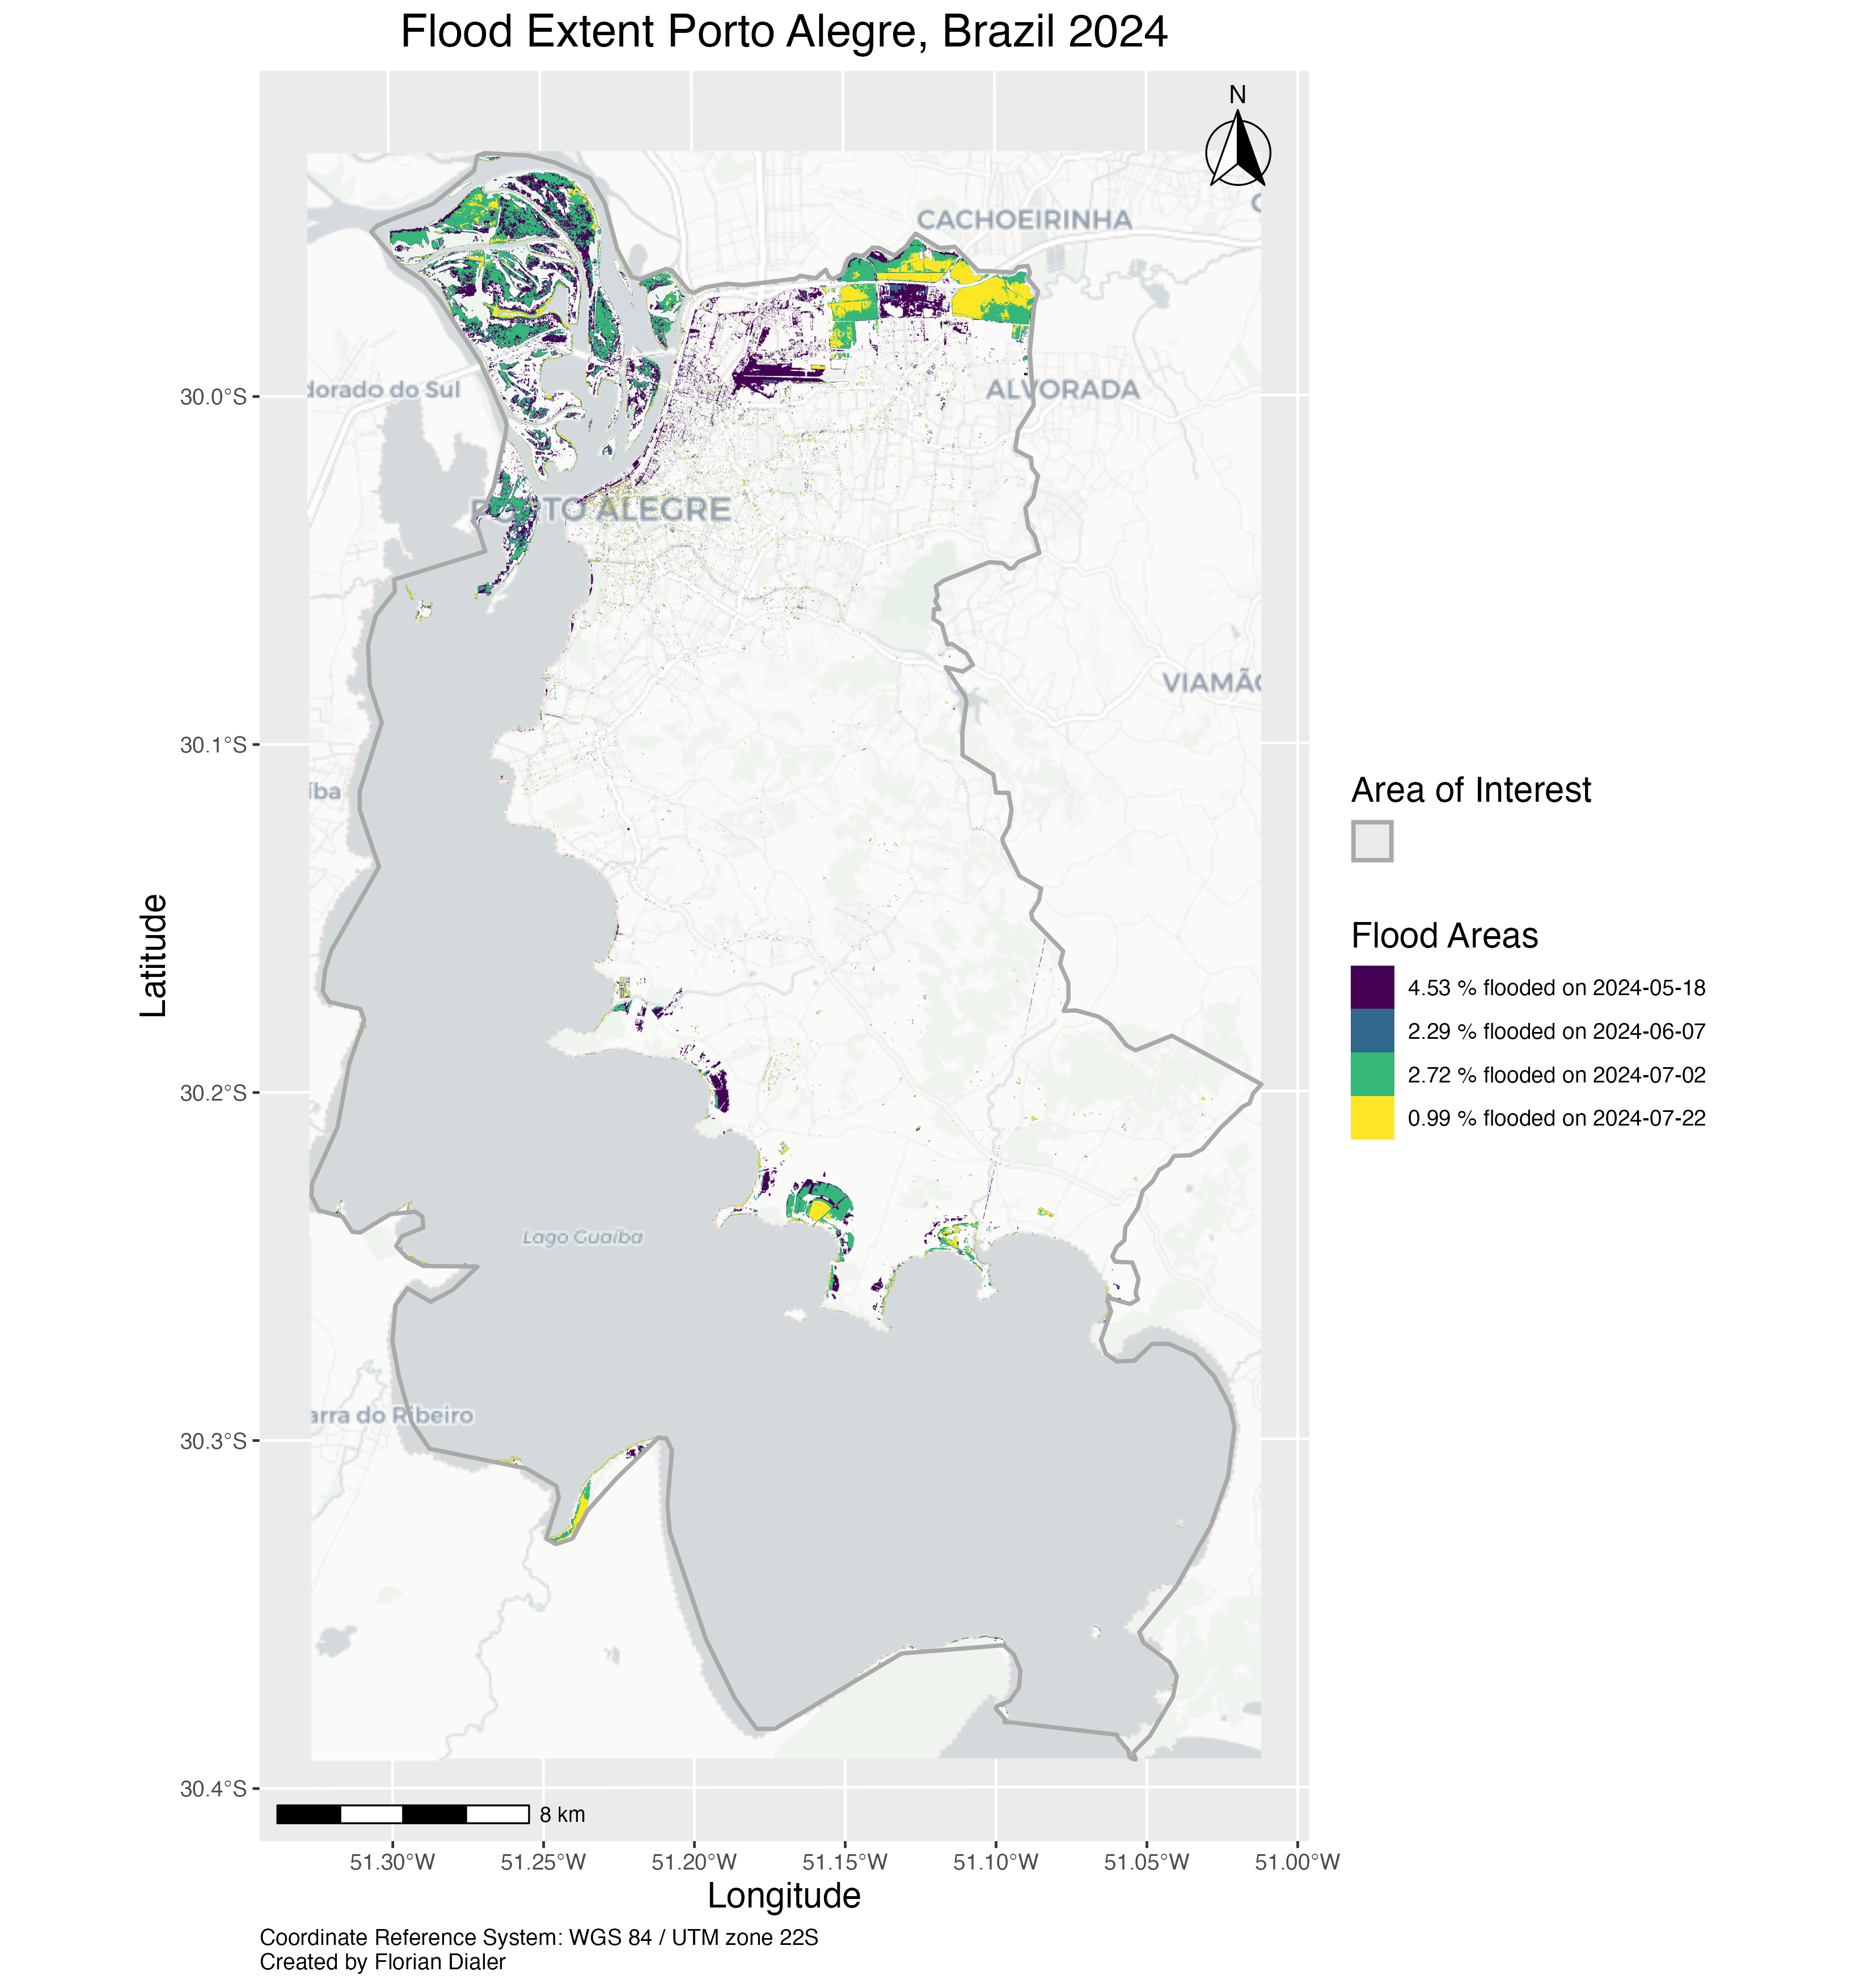 Flood Extent Porto Alegre, Brazil 2024
N
CACHOEIRINHA
30.0°S
dorado do Sul
ALVORADA
PORTO ALEGRE
VIAMÃO
30.1°S
íba
Area of Interest
Latitude
Flood Areas
4.53 % flooded on 2024-05-18
2.29 % flooded on 2024-06-07
2.72 % flooded on 2024-07-02
0.99 % flooded on 2024-07-22
30.2°S
Lago Guaíba
arra do Ribeiro
30.3°S
30.4°S
8 km
51.30°W 51.25°W 51.20°W 51.15°W 51.10°W 51.05°W 51.00°W
Longitude
Coordinate Reference System: WGS 84 / UTM zone 22S
Created by Florian Dialer